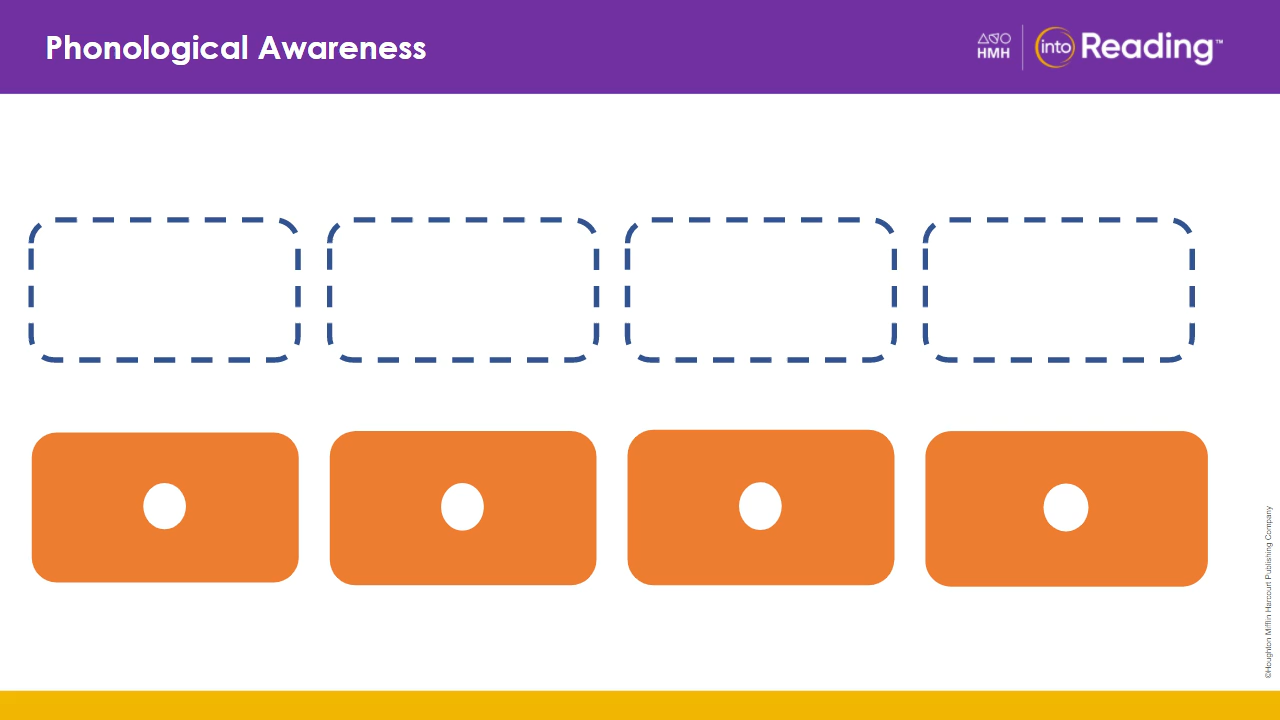 Phonological Awareness
HMH
into Reading™
©Houghton Mifflin Harcourt Publishing Company